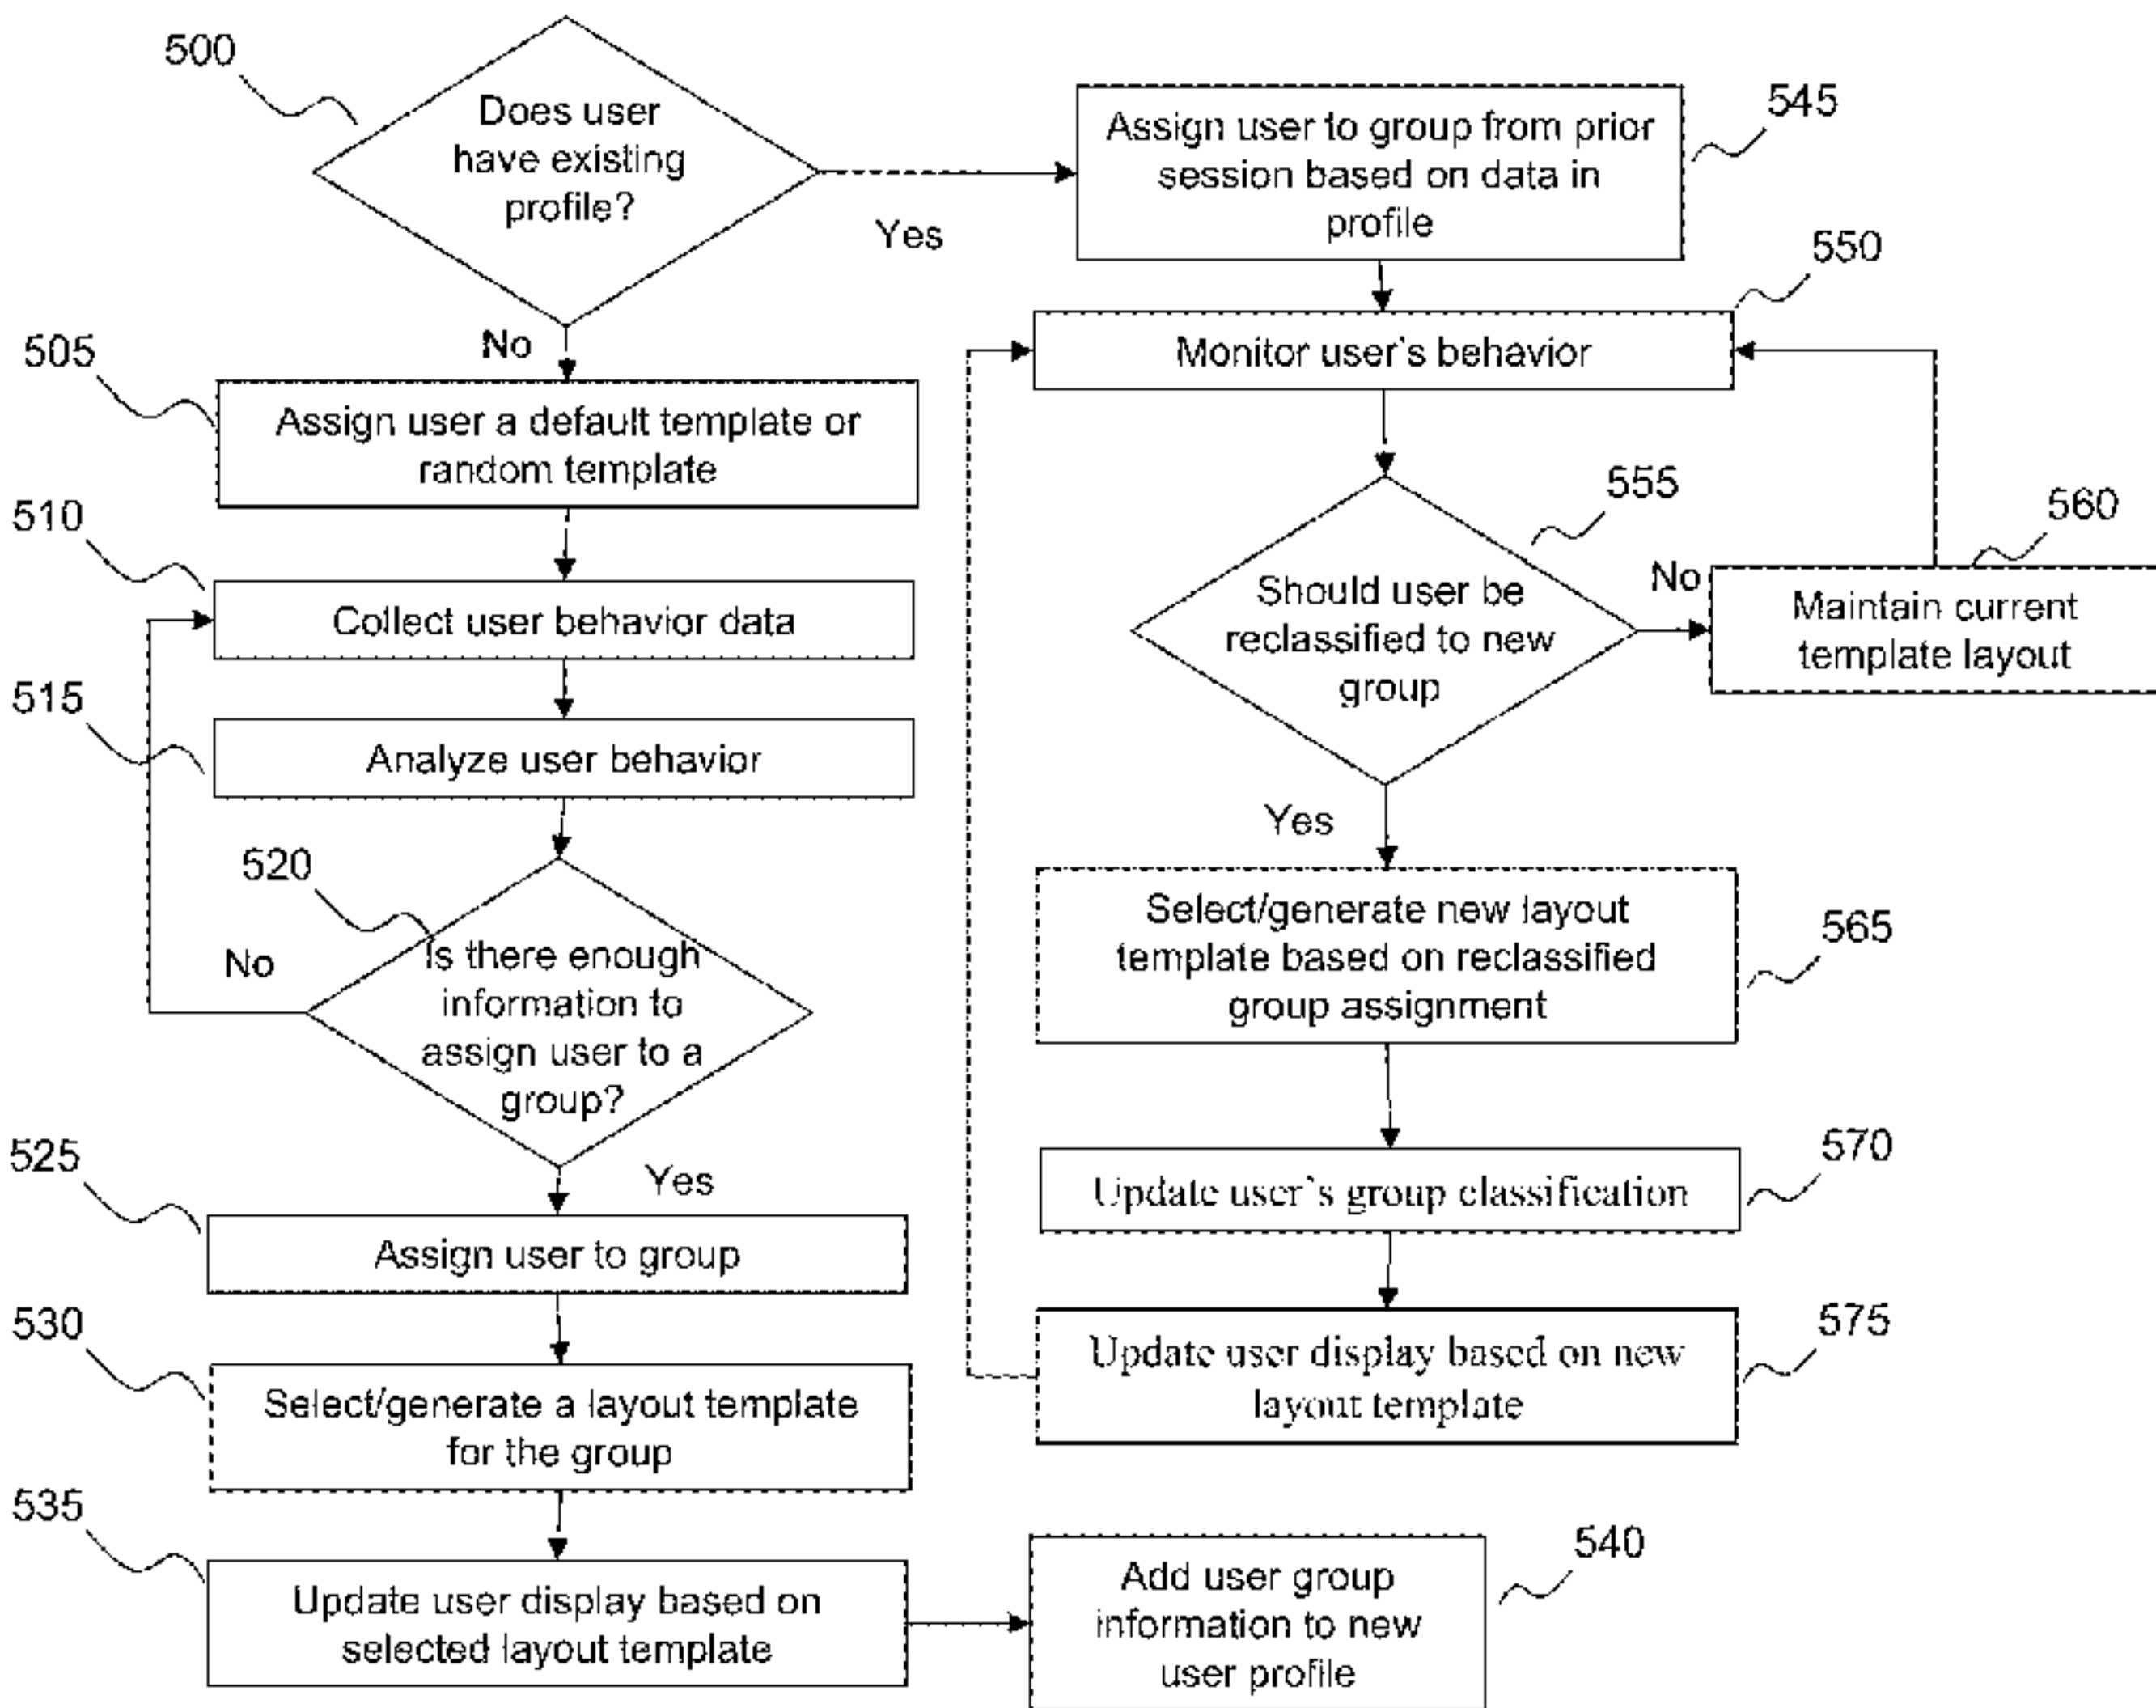 500
Does user
have existing
profile?
Yes
No
505
Assign user a default template or
random template
510
Collect user behavior data
515
Analyze user behavior
520
Is there enough
information to
assign user to a
group?
No
Yes
525
Assign user to group
530
Select/generate a layout template
for the group
535
Update user display based on
selected layout template
540
Add user group
information to new
user profile
545
Assign user to group from prior
session based on data in
profile
550
Monitor user's behavior
555
Should user be
reclassified to new
group
No
560
Maintain current
template layout
Yes
565
Select/generate new layout
template based on reclassified
group assignment
570
Update user's group classification
575
Update user display based on new
layout template